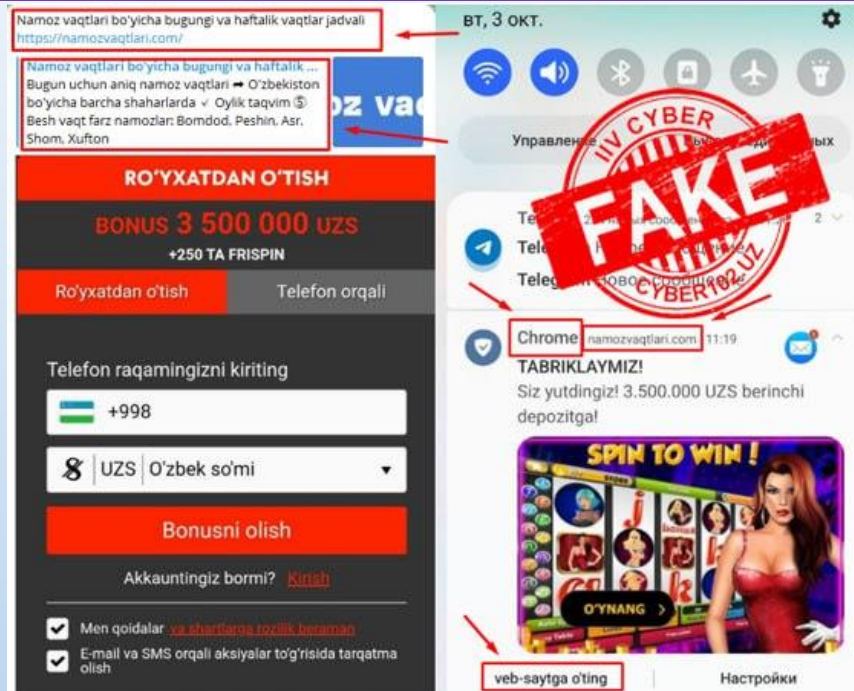 Namoz vaqtlari bo'yicha bugungi va haftalik vaqtlar jadvali
https://namozvaqtlari.com/
Namoz vaqtlari bo'yicha bugungi va haftalik ...
Bugun uchun aniq namoz vaqtlari ➡ O'zbekiston
bo'yicha barcha shaharlarda ✓ Oylik taqvim Ⓢ
Besh vaqt farz namozlar: Bomdod, Peshin, Asr,
Shom, Xufton
oz vaq
RO'YXATDAN O'TISH
BONUS 3 500 000 UZS
+250 TA FRISPIN
Ro'yxatdan o'tish
Telefon orqali
Telefon raqamingizni kiriting
+998
UZS O'zbek so'mi
Bonusni olish
Akkauntingiz bormi? Kirish
Men qoidalar va shartlarga rozilik beraman
E-mail va SMS orqali aksiyalar to'g'risida tarqatma
olish
вт, 3 окт.
Управление
IIV CYBER
FAKE
CYBER102.UZ
2
Telegram Новое сообщение
Chrome namozvaqtlari.com 11:19
TABRIKLAYMIZ!
Siz yutdingiz! 3.500.000 UZS berinchi
depozitga!
SPIN TO WIN !
O'YNANG >
veb-saytga o'ting
Настройки